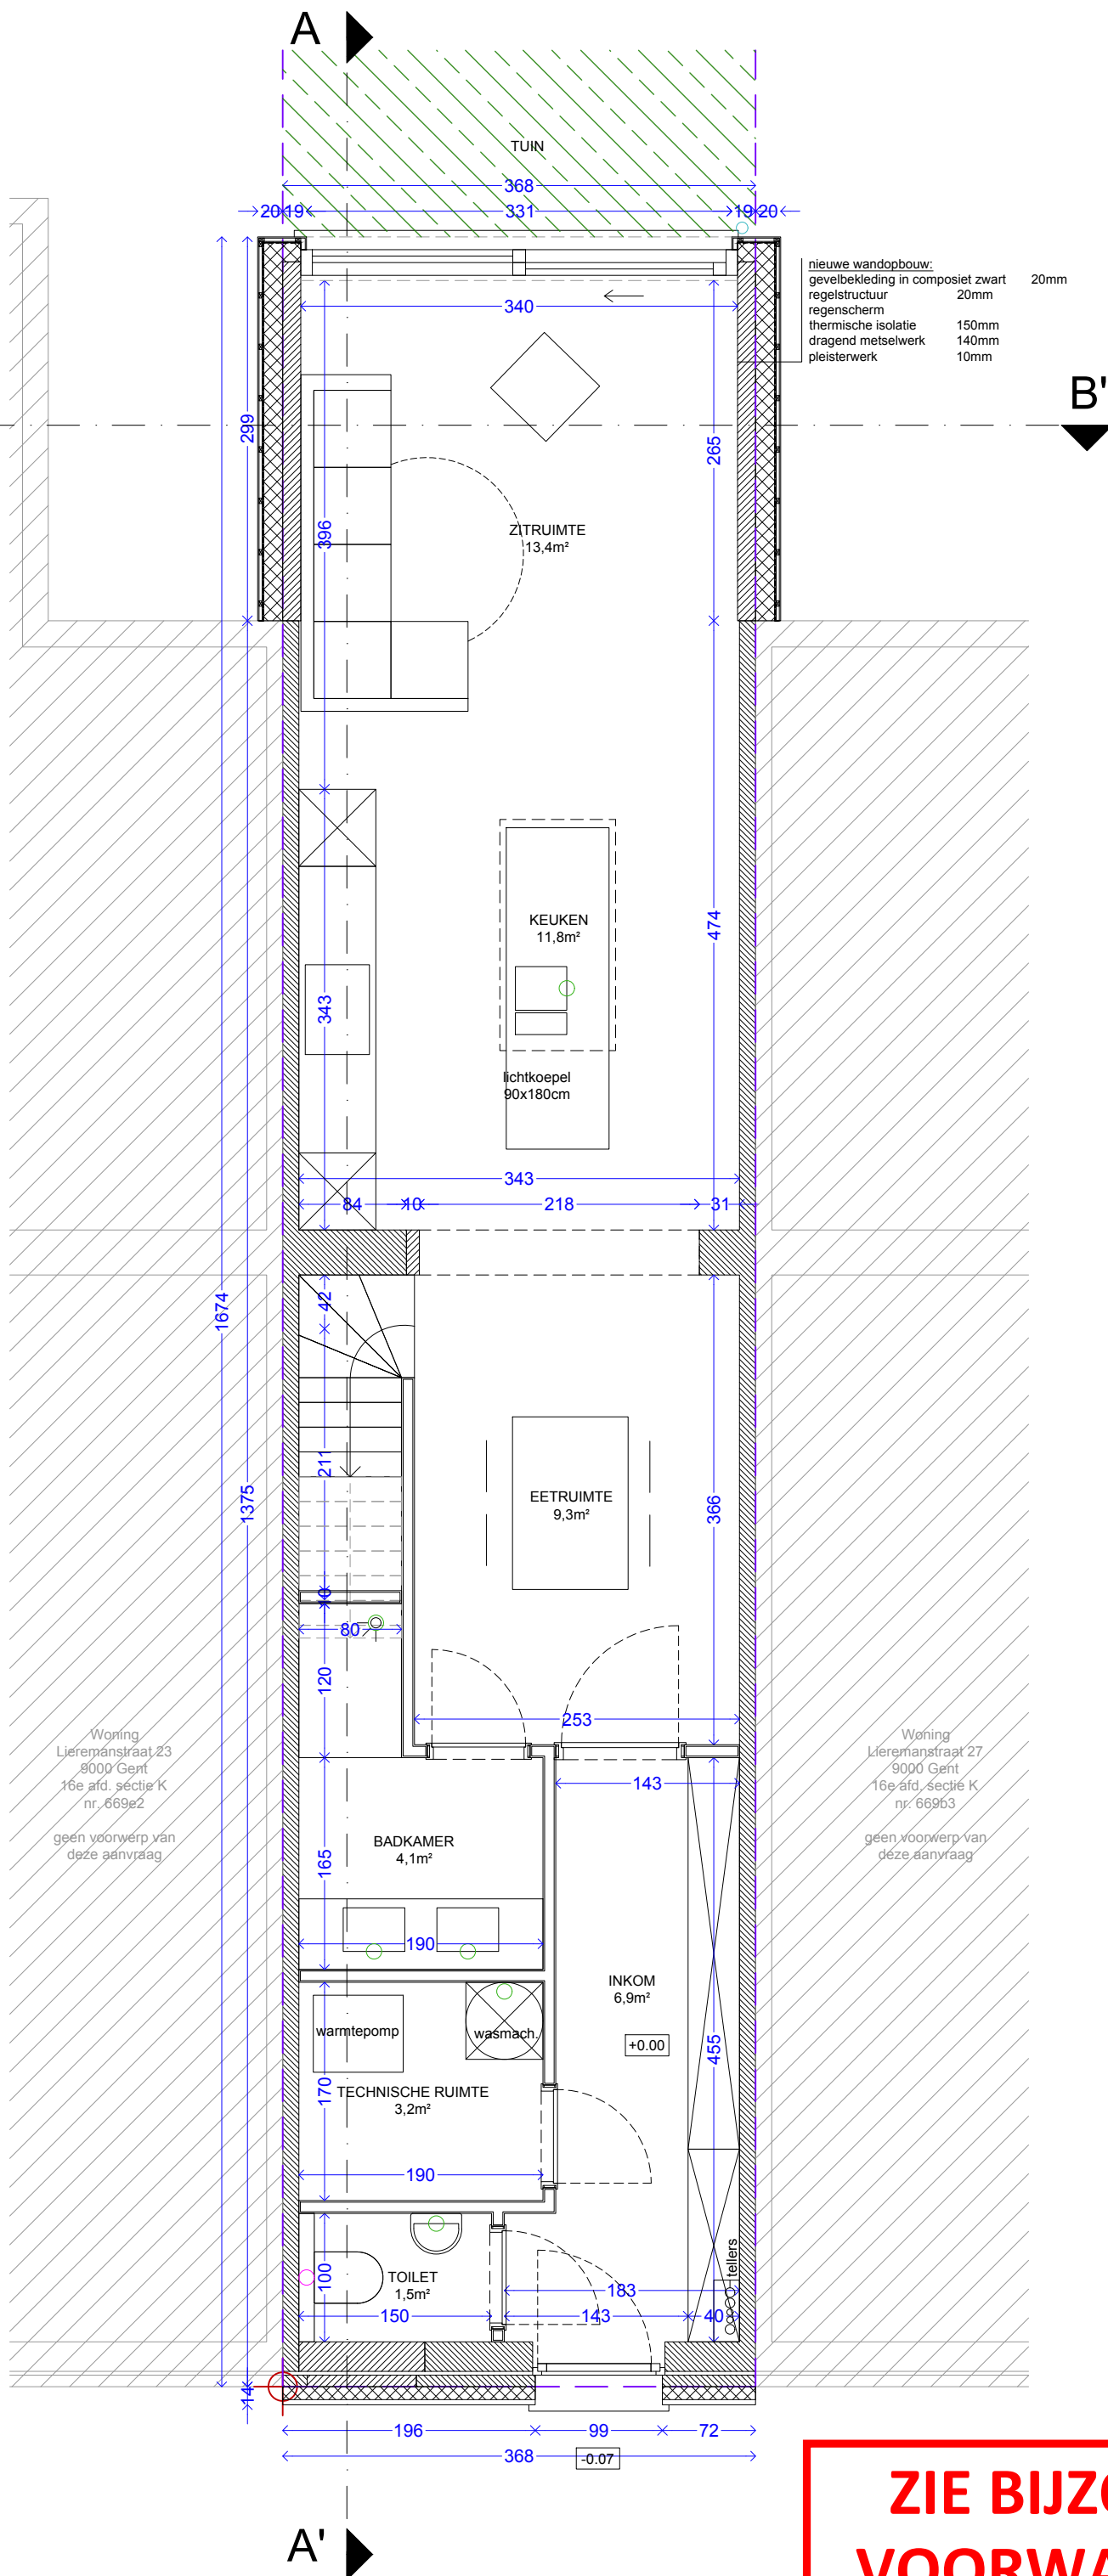 A
TUIN
368
20
19
331
19
20
nieuwe wandopbouw:
gevelbekleding in composiet zwart 20mm
regelstructuur 20mm
regenscherm
thermische isolatie 150mm
dragend metselwerk 140mm
pleisterwerk 10mm
340
B'
299
265
396
ZITRUIMTE
13,4m²
KEUKEN
11,8m²
474
343
lichtkoepel
90x180cm
343
84
10
218
31
42
1674
211
1375
EETRUIMTE
9,3m²
366
10
80
120
253
Woning
Lieremanstraat 23
9000 Gent
16e afd. sectie K
nr. 669e2
geen voorwerp van
deze aanvraag
Woning
Lieremanstraat 27
9000 Gent
16e afd. sectie K
nr. 669b3
geen voorwerp van
deze aanvraag
143
BADKAMER
4,1m²
165
190
INKOM
6,9m²
+0.00
455
warmtepomp
wasmach.
TECHNISCHE RUIMTE
3,2m²
170
190
tellers
TOILET
1,5m²
100
183
150
143
40
14
196
99
72
368
-0.07
A'
ZIE BIJZO
VOORWA